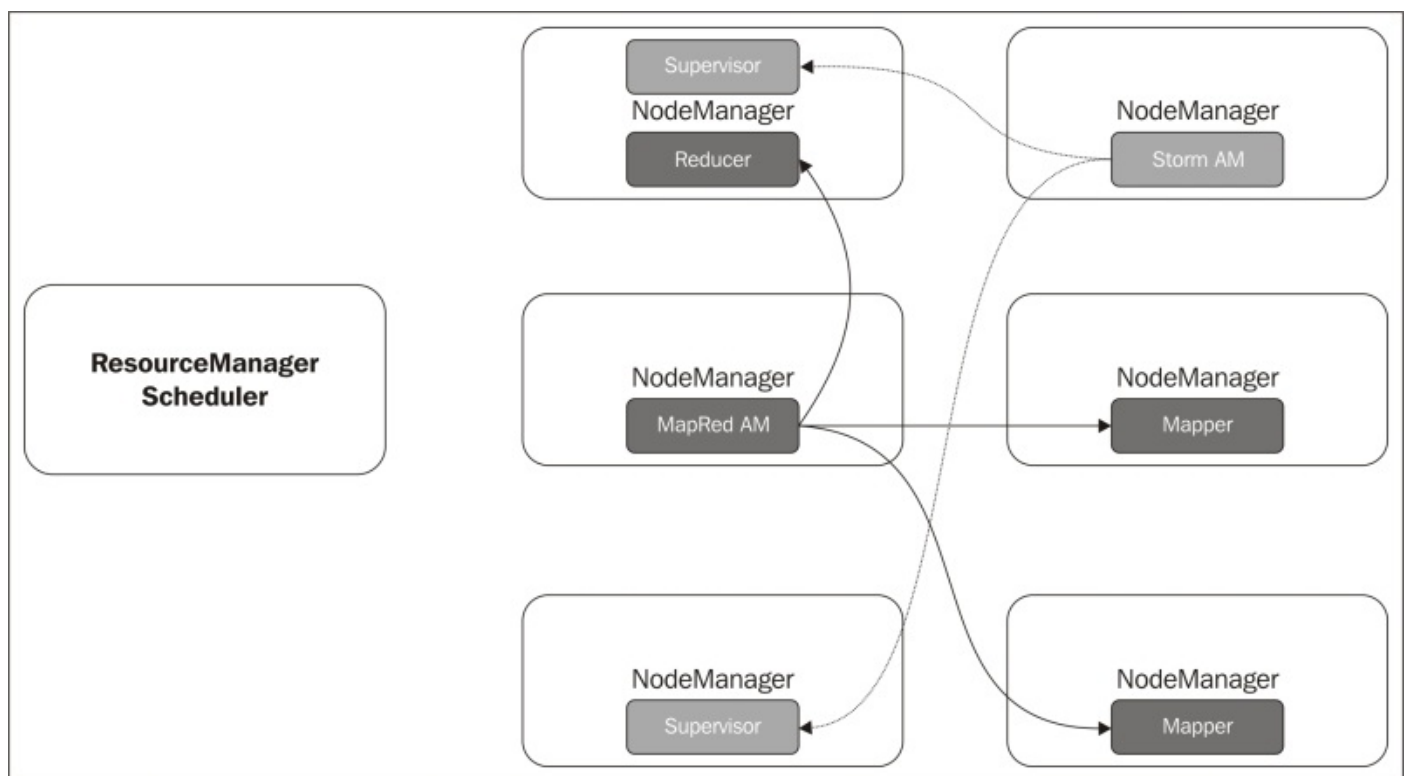 Supervisor
NodeManager
Reducer
NodeManager
Storm AM
ResourceManager
Scheduler
NodeManager
MapRed AM
NodeManager
Mapper
NodeManager
Supervisor
NodeManager
Mapper